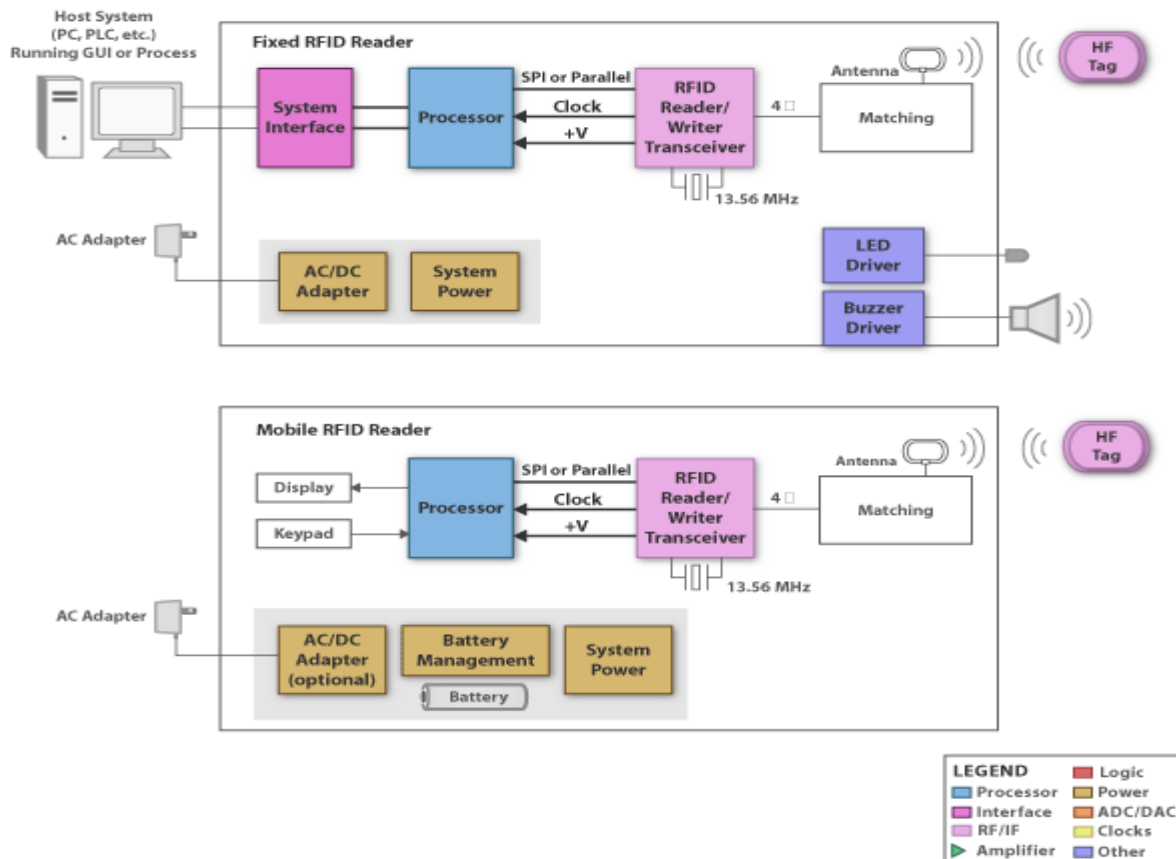 Host System
(PC, PLC, etc.)
Running GUI or Process
Fixed RFID Reader
System
Interface
Processor
SPI or Parallel
Clock
+V
RFID
Reader/
Writer
Transceiver
13.56 MHz
4 □
Antenna
Matching
HF
Tag
AC Adapter
AC/DC
Adapter
System
Power
LED
Driver
Buzzer
Driver
Mobile RFID Reader
Display
Keypad
Processor
SPI or Parallel
Clock
+V
RFID
Reader/
Writer
Transceiver
13.56 MHz
4 □
Antenna
Matching
HF
Tag
AC Adapter
AC/DC
Adapter
(optional)
Battery
Management
Battery
System
Power
LEGEND
Processor
Interface
RF/IF
Amplifier
Logic
Power
ADC/DAC
Clocks
Other